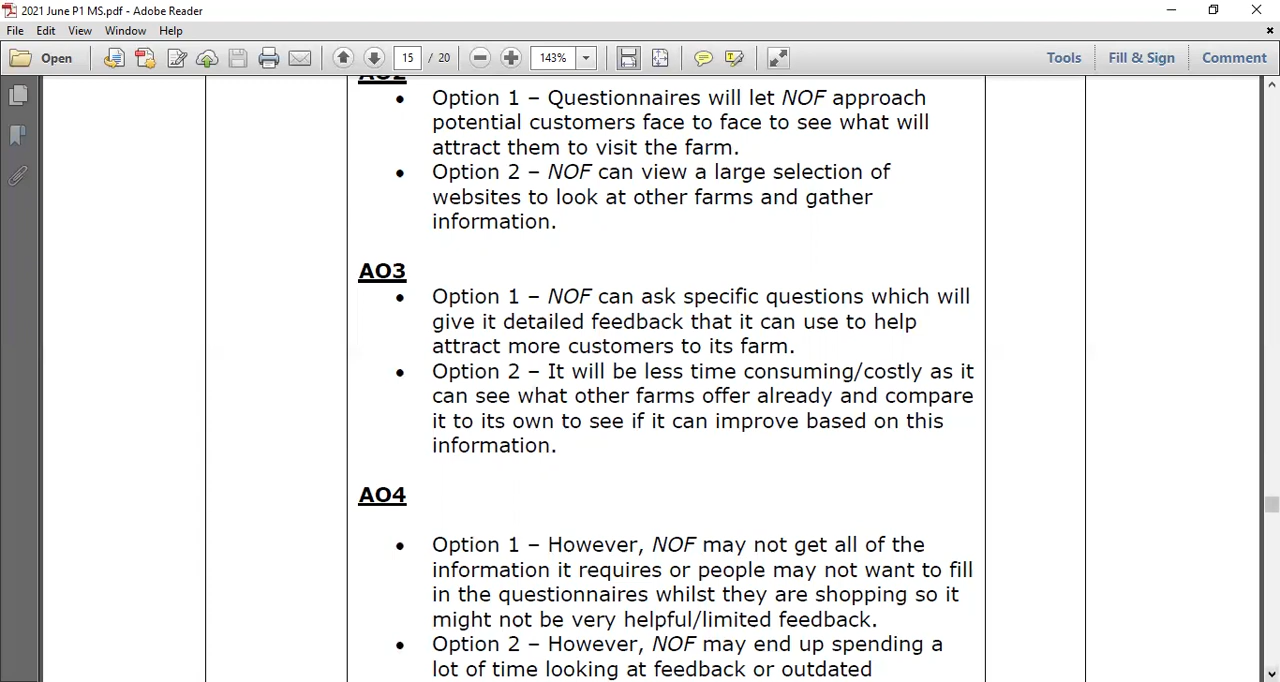 2021 June P1 MS.pdf - Adobe Reader
File Edit View Window Help
Open 15 / 20 143% Tools Fill & Sign Comment
AO2
• Option 1 – Questionnaires will let NOF approach
potential customers face to face to see what will
attract them to visit the farm.
• Option 2 – NOF can view a large selection of
websites to look at other farms and gather
information.
AO3
• Option 1 – NOF can ask specific questions which will
give it detailed feedback that it can use to help
attract more customers to its farm.
• Option 2 – It will be less time consuming/costly as it
can see what other farms offer already and compare
it to its own to see if it can improve based on this
information.
AO4
• Option 1 – However, NOF may not get all of the
information it requires or people may not want to fill
in the questionnaires whilst they are shopping so it
might not be very helpful/limited feedback.
• Option 2 – However, NOF may end up spending a
lot of time looking at feedback or outdated